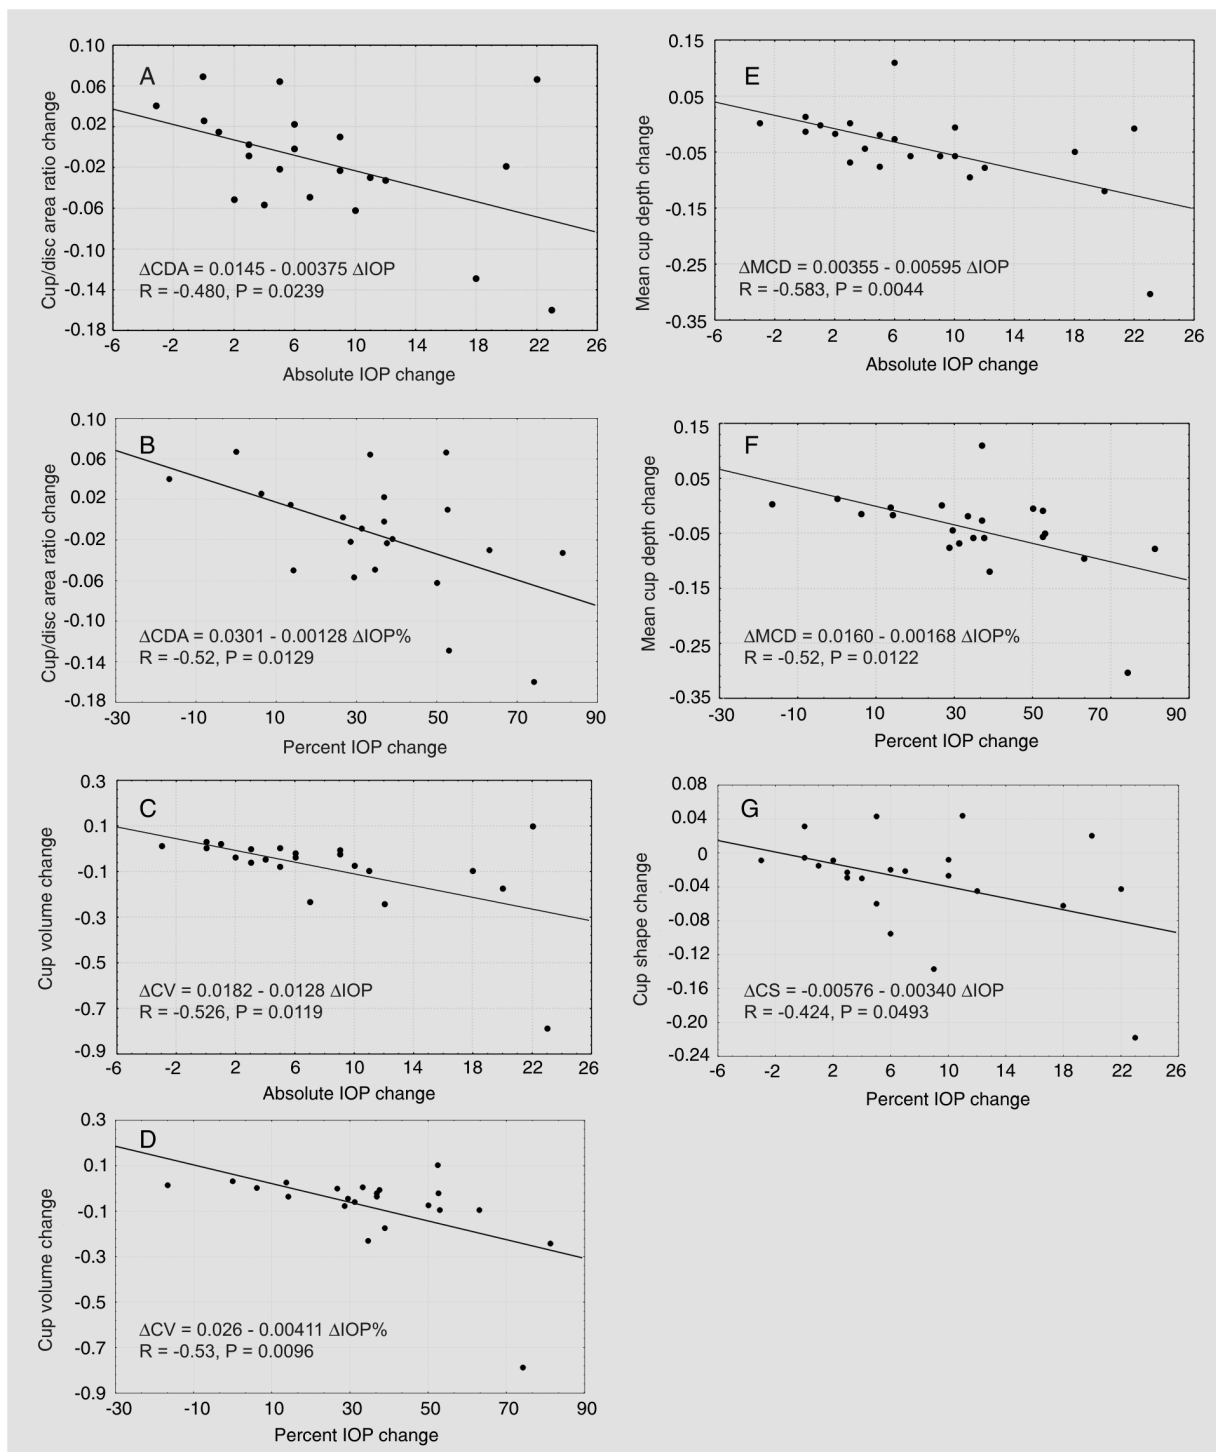 A
Cup/disc area ratio change
0.10
0.06
0.02
-0.02
-0.06
-0.10
-0.14
-0.18
ΔCDA = 0.0145 - 0.00375 ΔIOP
R = -0.480, P = 0.0239
-6 -2 2 6 10 14 18 22 26
Absolute IOP change
B
Cup/disc area ratio change
0.10
0.06
0.02
-0.02
-0.06
-0.10
-0.14
-0.18
ΔCDA = 0.0301 - 0.00128 ΔIOP%
R = -0.52, P = 0.0129
-30 -10 10 30 50 70 90
Percent IOP change
C
Cup volume change
0.3
0.1
-0.1
-0.3
-0.5
-0.7
-0.9
ΔCV = 0.0182 - 0.0128 ΔIOP
R = -0.526, P = 0.0119
-6 -2 2 6 10 14 18 22 26
Absolute IOP change
D
Cup volume change
0.3
0.1
-0.1
-0.3
-0.5
-0.7
-0.9
ΔCV = 0.026 - 0.00411 ΔIOP%
R = -0.53, P = 0.0096
-30 -10 10 30 50 70 90
Percent IOP change
E
Mean cup depth change
0.15
0.05
-0.05
-0.15
-0.25
-0.35
ΔMCD = 0.00355 - 0.00595 ΔIOP
R = -0.583, P = 0.0044
-6 -2 2 6 10 14 18 22 26
Absolute IOP change
F
Mean cup depth change
0.15
0.05
-0.05
-0.15
-0.25
-0.35
ΔMCD = 0.0160 - 0.00168 ΔIOP%
R = -0.52, P = 0.0122
-30 -10 10 30 50 70 90
Percent IOP change
G
Cup shape change
0.08
0.04
0
-0.04
-0.08
-0.12
-0.16
-0.20
-0.24
ΔCS = -0.00576 - 0.00340 ΔIOP
R = -0.424, P = 0.0493
-6 -2 2 6 10 14 18 22 26
Percent IOP change